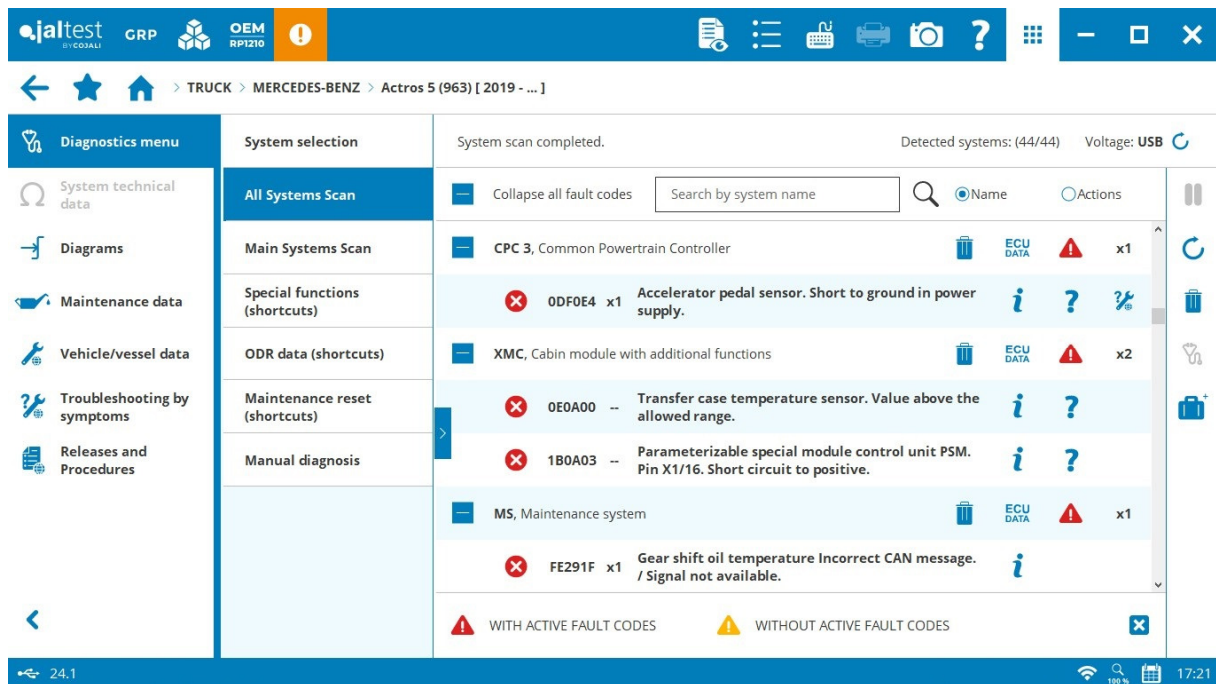 jaltest
BY COJALI
GRP
OEM
RP1210
> TRUCK > MERCEDES-BENZ > Actros 5 (963) [ 2019 - ... ]
Diagnostics menu
System technical
data
Diagrams
Maintenance data
Vehicle/vessel data
Troubleshooting by
symptoms
Releases and
Procedures
System selection
All Systems Scan
Main Systems Scan
Special functions
(shortcuts)
ODR data (shortcuts)
Maintenance reset
(shortcuts)
Manual diagnosis
System scan completed.
Detected systems: (44/44)
Voltage: USB
Collapse all fault codes
Search by system name
Name
Actions
CPC 3, Common Powertrain Controller
ECU
DATA
x1
0DF0E4 x1
Accelerator pedal sensor. Short to ground in power
supply.
XMC, Cabin module with additional functions
ECU
DATA
x2
0E0A00 --
Transfer case temperature sensor. Value above the
allowed range.
1B0A03 --
Parameterizable special module control unit PSM.
Pin X1/16. Short circuit to positive.
MS, Maintenance system
ECU
DATA
x1
FE291F x1
Gear shift oil temperature Incorrect CAN message.
/ Signal not available.
WITH ACTIVE FAULT CODES
WITHOUT ACTIVE FAULT CODES
24.1
100 %
17:21